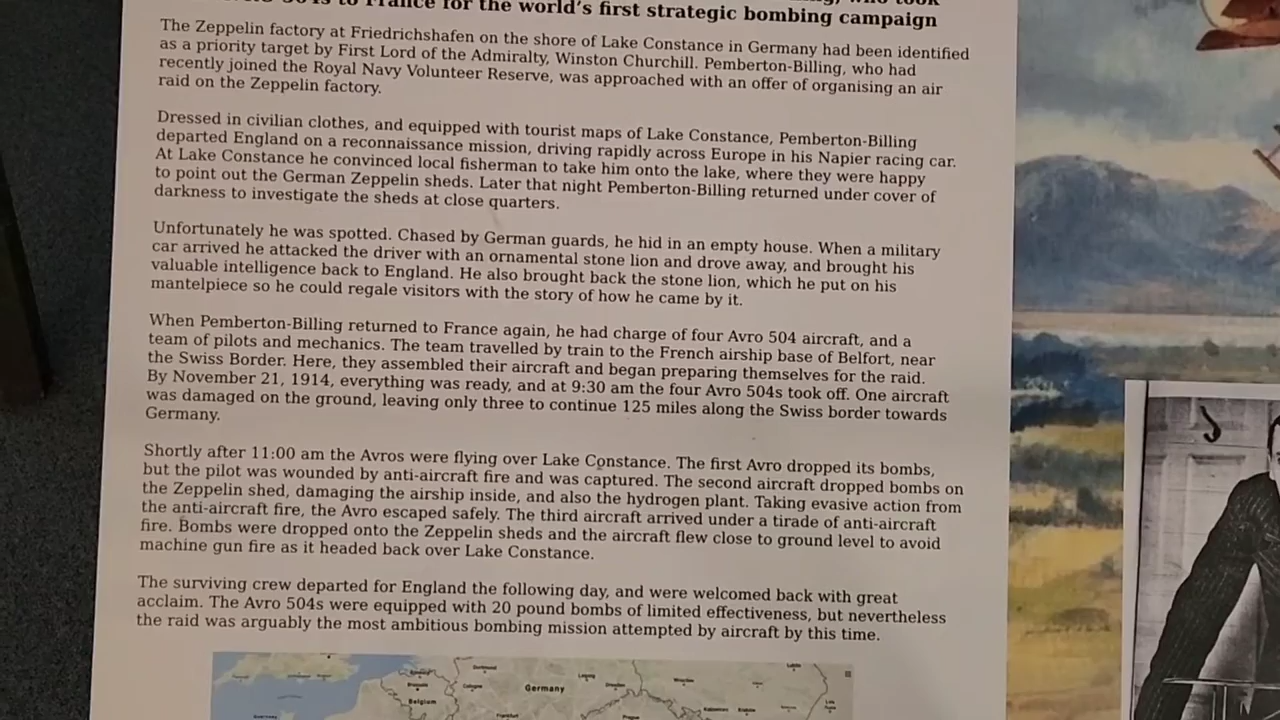 for the world's first strategic bombing campaign
The Zeppelin factory at Friedrichshafen on the shore of Lake Constance in Germany had been identified
as a priority target by First Lord of the Admiralty, Winston Churchill. Pemberton-Billing, who had
recently joined the Royal Navy Volunteer Reserve, was approached with an offer of organising an air
raid on the Zeppelin factory.
Dressed in civilian clothes, and equipped with tourist maps of Lake Constance, Pemberton-Billing
departed England on a reconnaissance mission, driving rapidly across Europe in his Napier racing car.
At Lake Constance he convinced local fisherman to take him onto the lake, where they were happy
to point out the German Zeppelin sheds. Later that night Pemberton-Billing returned under cover of
darkness to investigate the sheds at close quarters.
Unfortunately he was spotted. Chased by German guards, he hid in an empty house. When a military
car arrived he attacked the driver with an ornamental stone lion and drove away, and brought his
valuable intelligence back to England. He also brought back the stone lion, which he put on his
mantelpiece so he could regale visitors with the story of how he came by it.
When Pemberton-Billing returned to France again, he had charge of four Avro 504 aircraft, and a
team of pilots and mechanics. The team travelled by train to the French airship base of Belfort, near
the Swiss Border. Here, they assembled their aircraft and began preparing themselves for the raid.
By November 21, 1914, everything was ready, and at 9:30 am the four Avro 504s took off. One aircraft
was damaged on the ground, leaving only three to continue 125 miles along the Swiss border towards
Germany.
Shortly after 11:00 am the Avros were flying over Lake Constance. The first Avro dropped its bombs,
but the pilot was wounded by anti-aircraft fire and was captured. The second aircraft dropped bombs on
the Zeppelin shed, damaging the airship inside, and also the hydrogen plant. Taking evasive action from
the anti-aircraft fire, the Avro escaped safely. The third aircraft arrived under a tirade of anti-aircraft
fire. Bombs were dropped onto the Zeppelin sheds and the aircraft flew close to ground level to avoid
machine gun fire as it headed back over Lake Constance.
The surviving crew departed for England the following day, and were welcomed back with great
acclaim. The Avro 504s were equipped with 20 pound bombs of limited effectiveness, but nevertheless
the raid was arguably the most ambitious bombing mission attempted by aircraft by this time.
Dortmund
Cologne
Germany
Belgium
Frankfurt
Prague